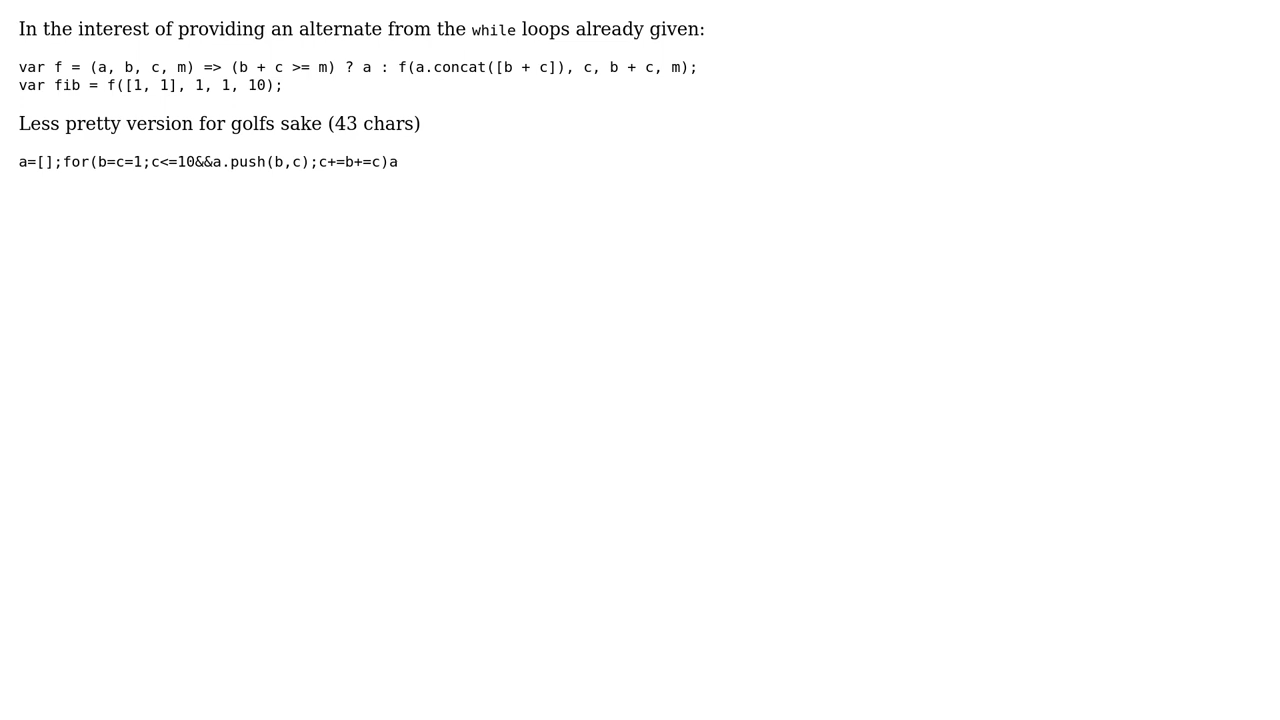 In the interest of providing an alternate from the while loops already given:
var f = (a, b, c, m) => (b + c >= m) ? a : f(a.concat([b + c]), c, b + c, m);
var fib = f([1, 1], 1, 1, 10);
Less pretty version for golfs sake (43 chars)
a=[];for(b=c=1;c<=10&&a.push(b,c);c+=b+=c)a